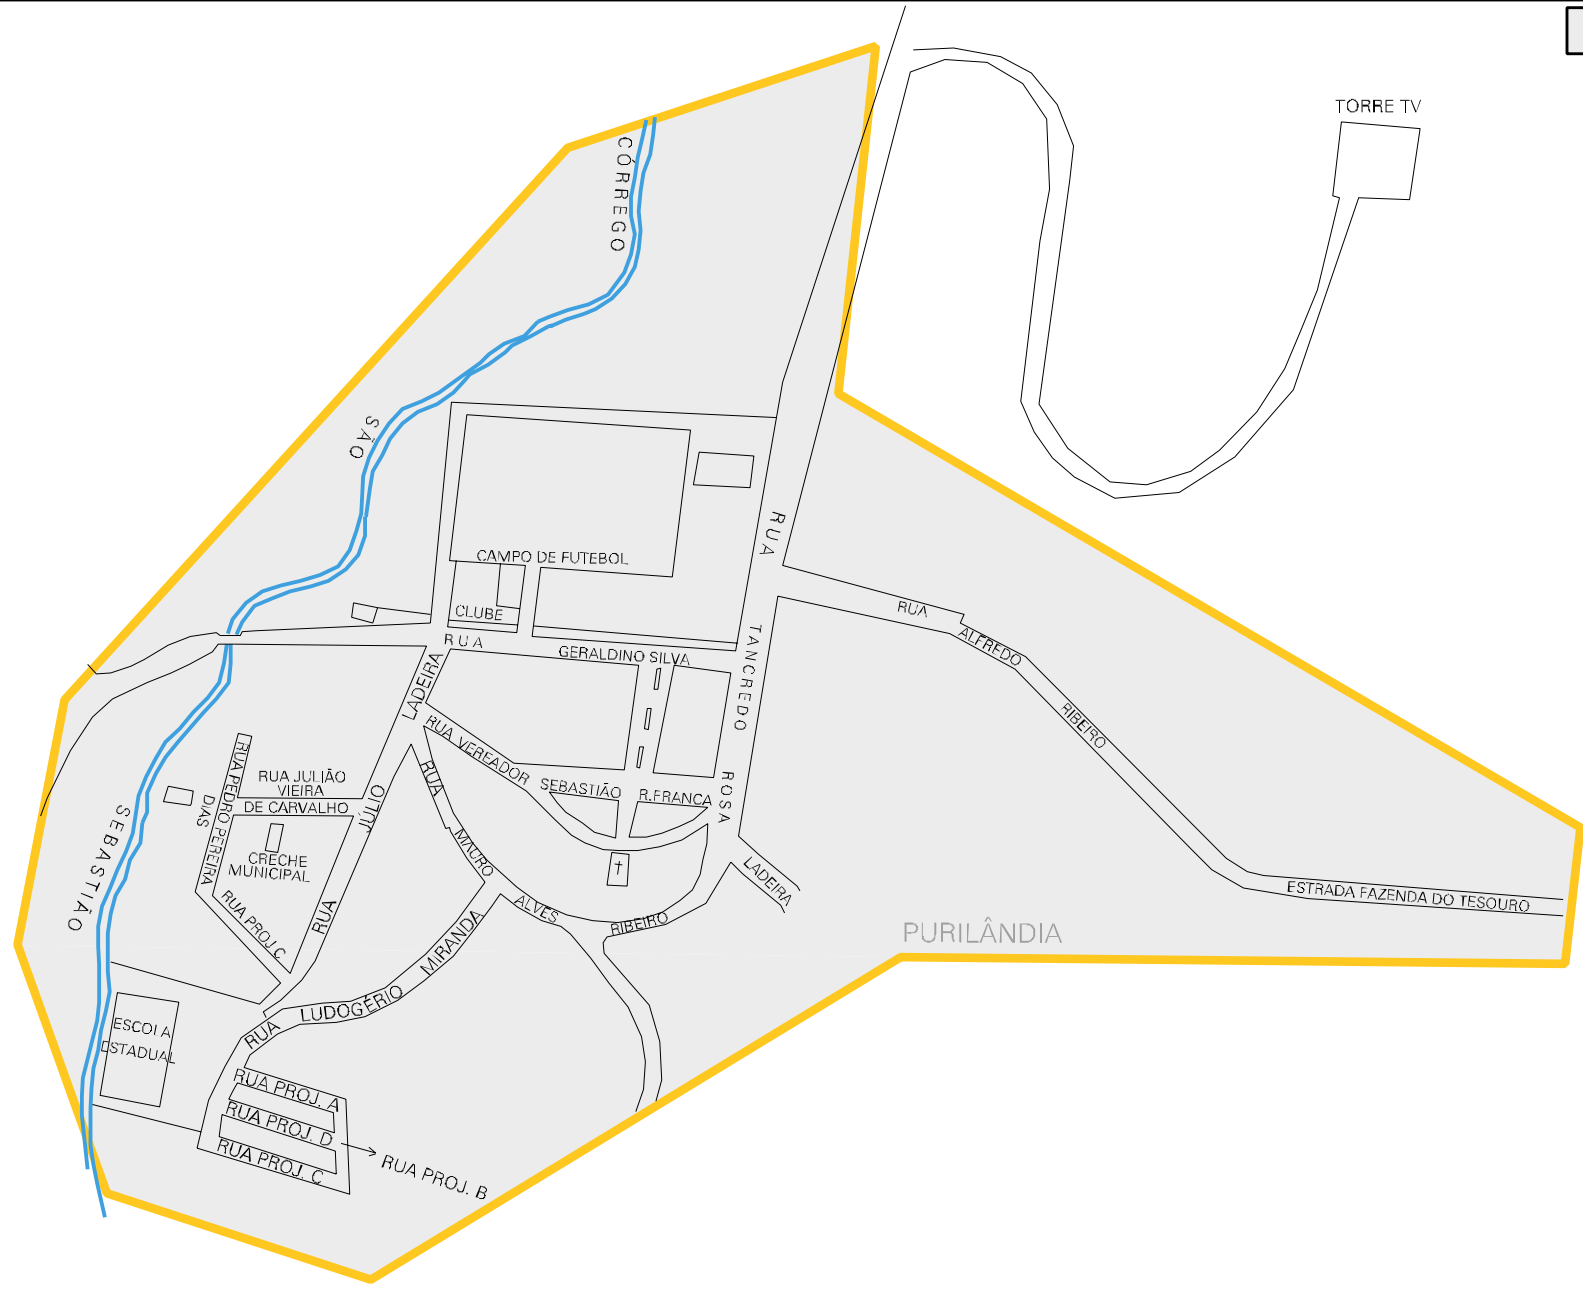 TORRE TV
CÓRREGO
SÃO
SEBASTIÃO
CAMPO DE FUTEBOL
CLUBE
RUA
GERALDINO SILVA
RUA
TANCREDO
ROSA
RUA
ALFREDO
RIBEIRO
ESTRADA FAZENDA DO TESOURO
LADEIRA
RUA VEREADOR
SEBASTIÃO
R.FRANCA
RUA PEDRO PEREIRA
DIAS
RUA JULIÃO
VIEIRA
DE CARVALHO
CRECHE
MUNICIPAL
RUA PROJ C
RUA
JULIO
RUA
MAURO
ALVES
RIBEIRO
LADEIRA
PURILÂNDIA
RUA
LUDOGÉRIO
MIRANDA
ESCOLA
ESTADUAL
RUA PROJ. A
RUA PROJ. D
RUA PROJ. C
RUA PROJ. B